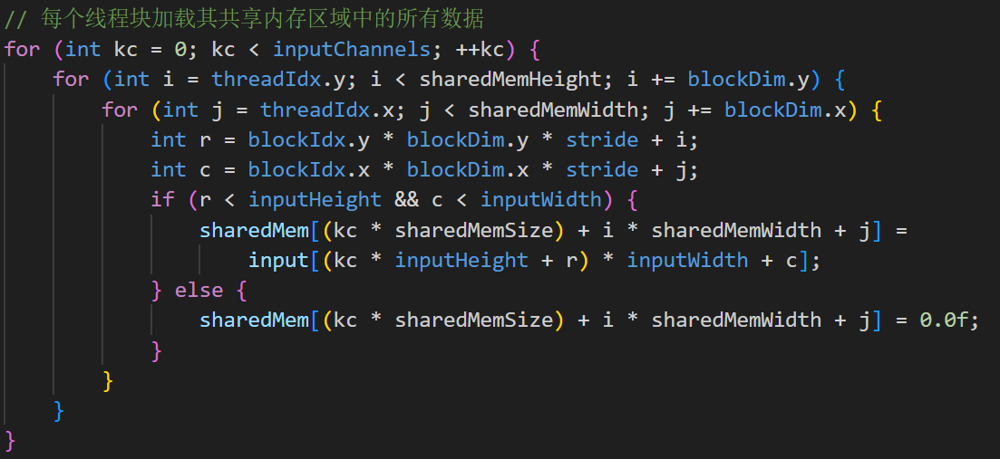 // 每个线程块加载其共享内存区域中的所有数据
for (int kc = 0; kc < inputChannels; ++kc) {
    for (int i = threadIdx.y; i < sharedMemHeight; i += blockDim.y) {
        for (int j = threadIdx.x; j < sharedMemWidth; j += blockDim.x) {
            int r = blockIdx.y * blockDim.y * stride + i;
            int c = blockIdx.x * blockDim.x * stride + j;
            if (r < inputHeight && c < inputWidth) {
                sharedMem[(kc * sharedMemSize) + i * sharedMemWidth + j] =
                    input[(kc * inputHeight + r) * inputWidth + c];
            } else {
                sharedMem[(kc * sharedMemSize) + i * sharedMemWidth + j] = 0.0f;
            }
        }
    }
}